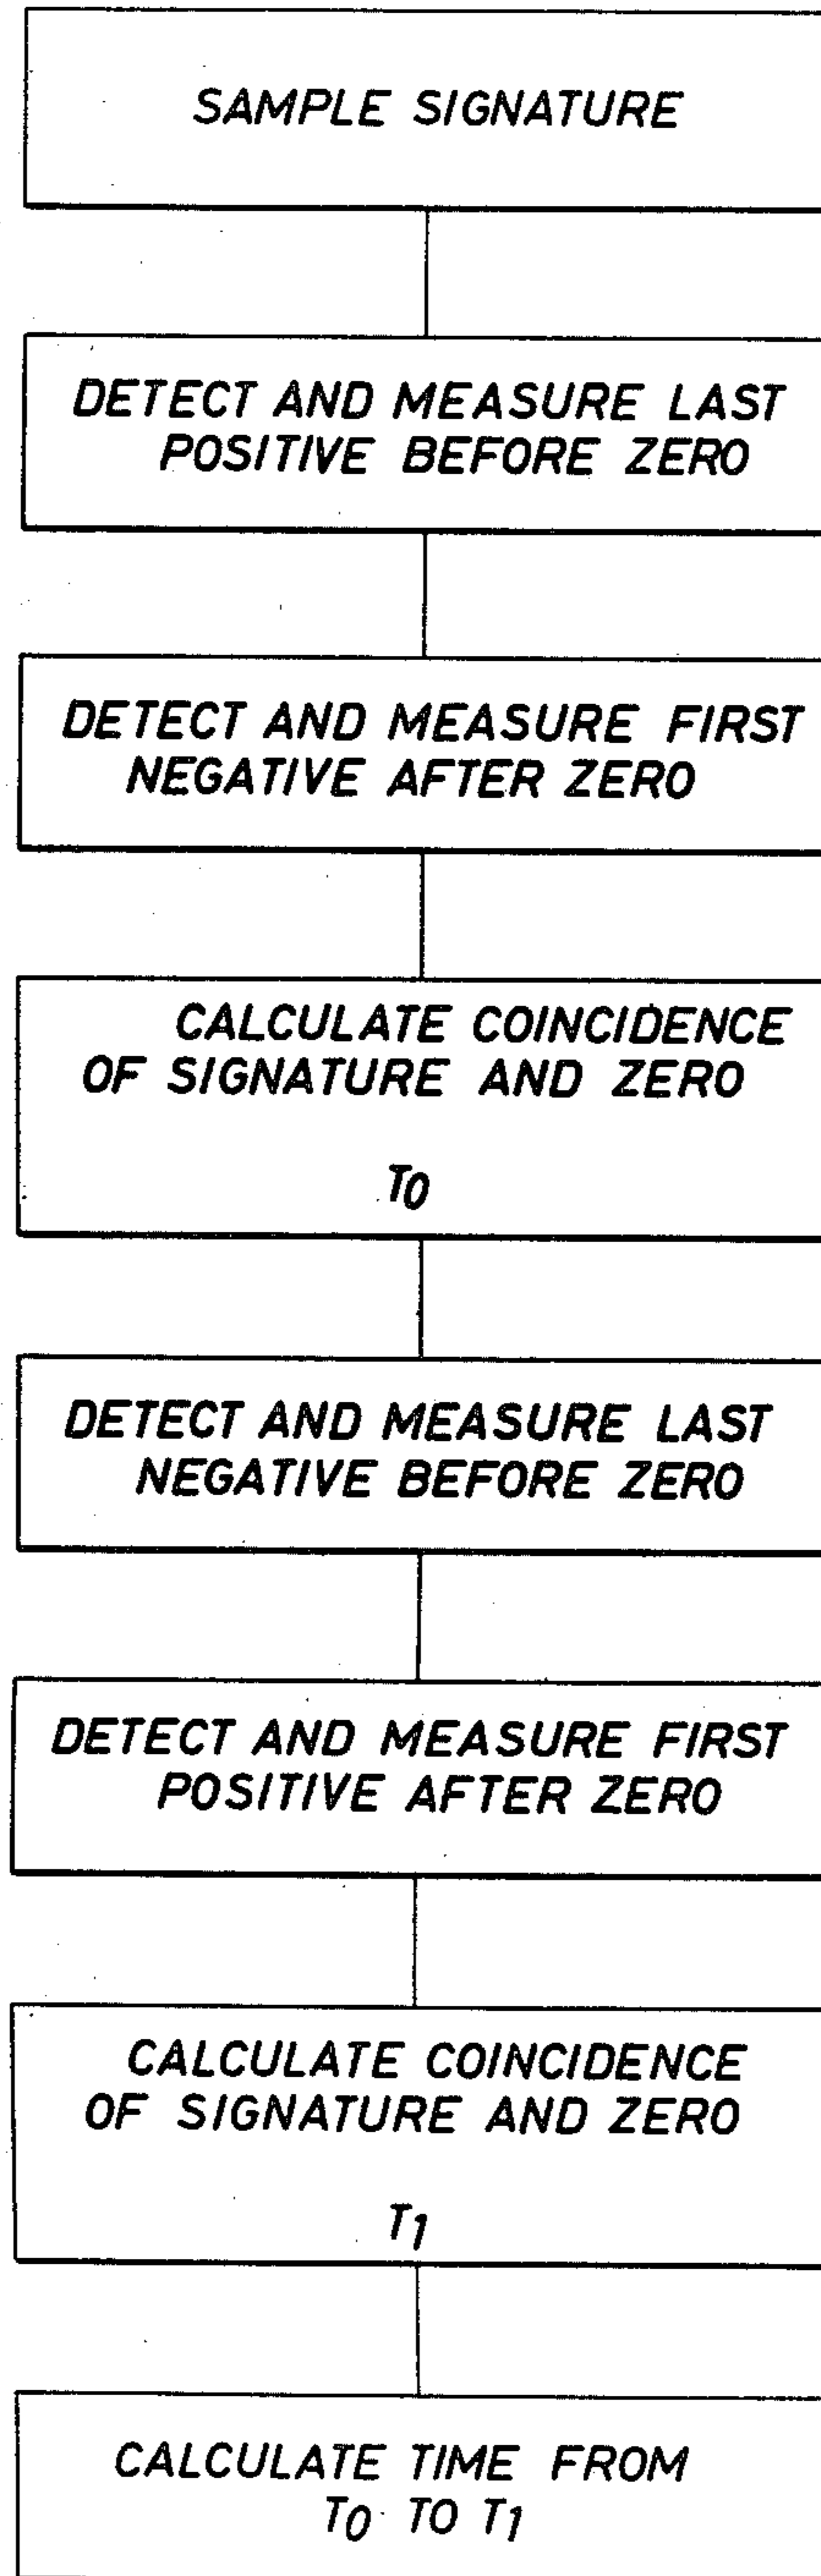 SAMPLE SIGNATURE
DETECT AND MEASURE LAST
POSITIVE BEFORE ZERO
DETECT AND MEASURE FIRST
NEGATIVE AFTER ZERO
CALCULATE COINCIDENCE
OF SIGNATURE AND ZERO
T0
DETECT AND MEASURE LAST
NEGATIVE BEFORE ZERO
DETECT AND MEASURE FIRST
POSITIVE AFTER ZERO
CALCULATE COINCIDENCE
OF SIGNATURE AND ZERO
T1
CALCULATE TIME FROM
T0 TO T1